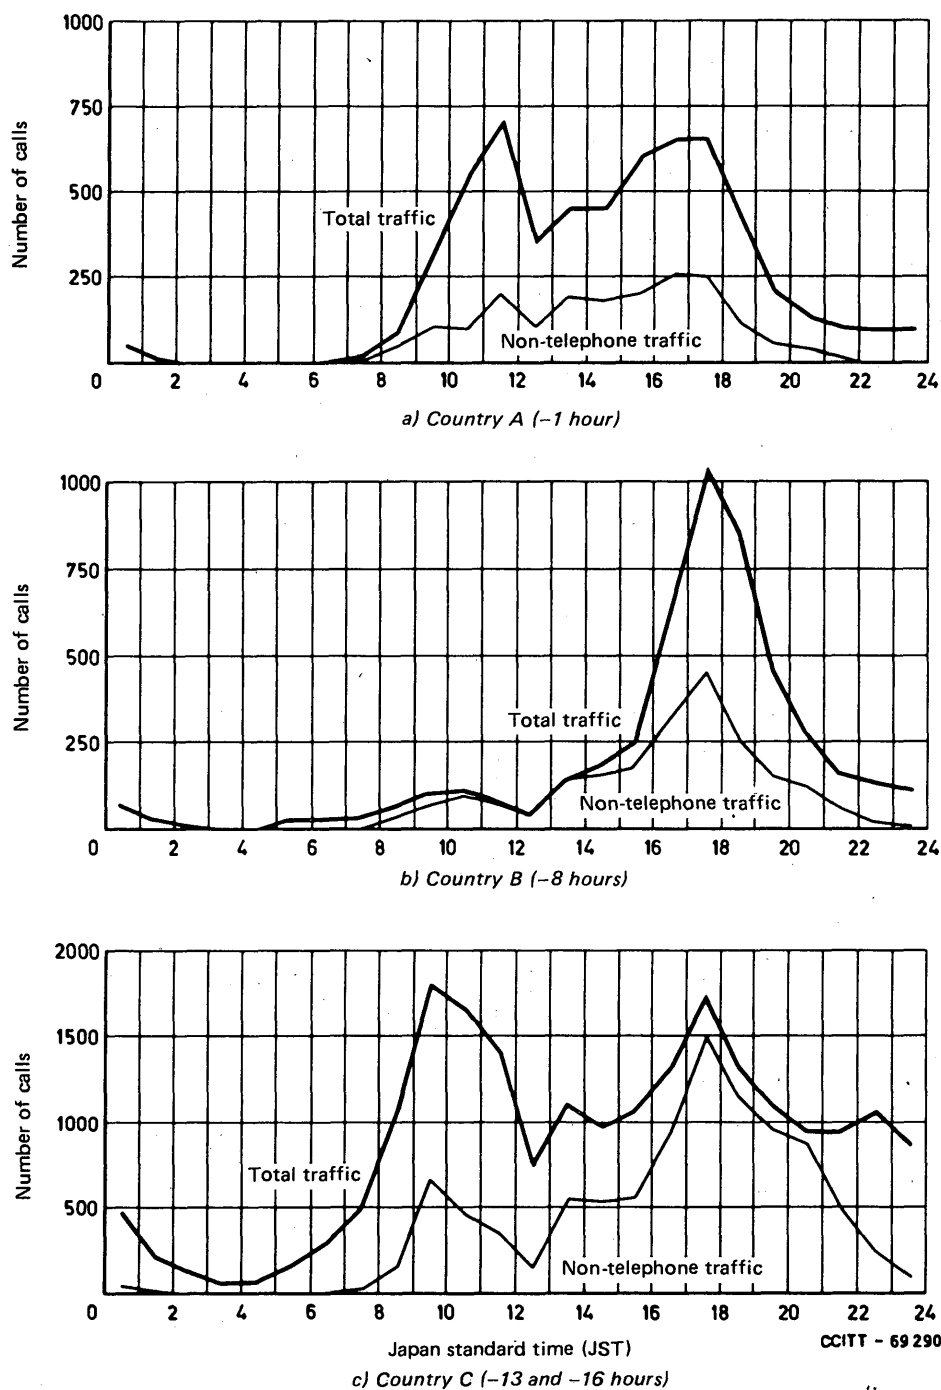 1000
750
500
250
Number of calls
Total traffic
Non-telephone traffic
0 2 4 6 8 10 12 14 16 18 20 22 24
a) Country A (–1 hour)
1000
750
500
250
Number of calls
Total traffic
Non-telephone traffic
0 2 4 6 8 10 12 14 16 18 20 22 24
b) Country B (–8 hours)
2000
1500
1000
500
Number of calls
Total traffic
Non-telephone traffic
0 2 4 6 8 10 12 14 16 18 20 22 24
Japan standard time (JST)
CCITT - 69 290
c) Country C (–13 and –16 hours)